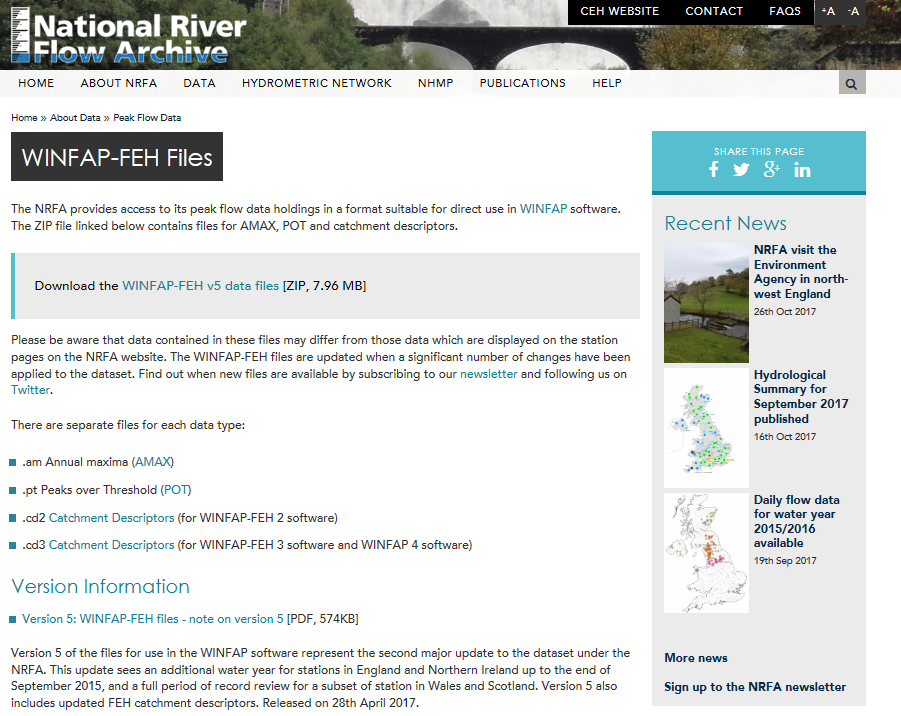 National River
Flow Archive
CEH WEBSITE CONTACT FAQS +A -A
HOME ABOUT NRFA DATA HYDROMETRIC NETWORK NHMP PUBLICATIONS HELP
Home » About Data » Peak Flow Data
WINFAP-FEH Files
The NRFA provides access to its peak flow data holdings in a format suitable for direct use in WINFAP software.
The ZIP file linked below contains files for AMAX, POT and catchment descriptors.
Download the WINFAP-FEH v5 data files [ZIP, 7.96 MB]
Please be aware that data contained in these files may differ from those data which are displayed on the station
pages on the NRFA website. The WINFAP-FEH files are updated when a significant number of changes have been
applied to the dataset. Find out when new files are available by subscribing to our newsletter and following us on
Twitter.
There are separate files for each data type:
.am Annual maxima (AMAX)
.pt Peaks over Threshold (POT)
.cd2 Catchment Descriptors (for WINFAP-FEH 2 software)
.cd3 Catchment Descriptors (for WINFAP-FEH 3 software and WINFAP 4 software)
Version Information
Version 5: WINFAP-FEH files - note on version 5 [PDF, 574KB]
Version 5 of the files for use in the WINFAP software represent the second major update to the dataset under the
NRFA. This update sees an additional water year for stations in England and Northern Ireland up to the end of
September 2015, and a full period of record review for a subset of station in Wales and Scotland. Version 5 also
includes updated FEH catchment descriptors. Released on 28th April 2017.
SHARE THIS PAGE
Recent News
NRFA visit the
Environment
Agency in north-
west England
26th Oct 2017
Hydrological
Summary for
September 2017
published
16th Oct 2017
Daily flow data
for water year
2015/2016
available
19th Sep 2017
More news
Sign up to the NRFA newsletter